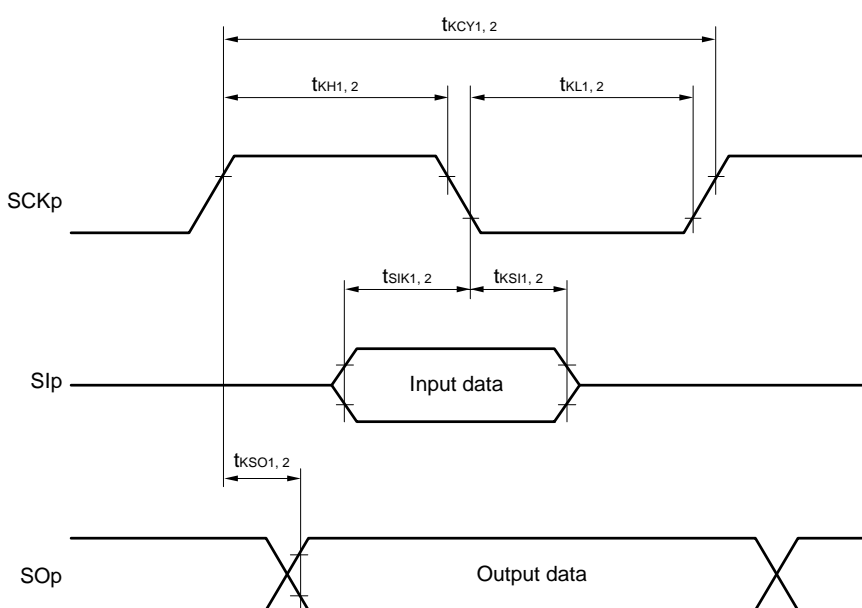 tKCY1, 2
tKH1, 2
tKL1, 2
SCKp
tSIK1, 2
tKSI1, 2
SIp
Input data
tKSO1, 2
SOp
Output data